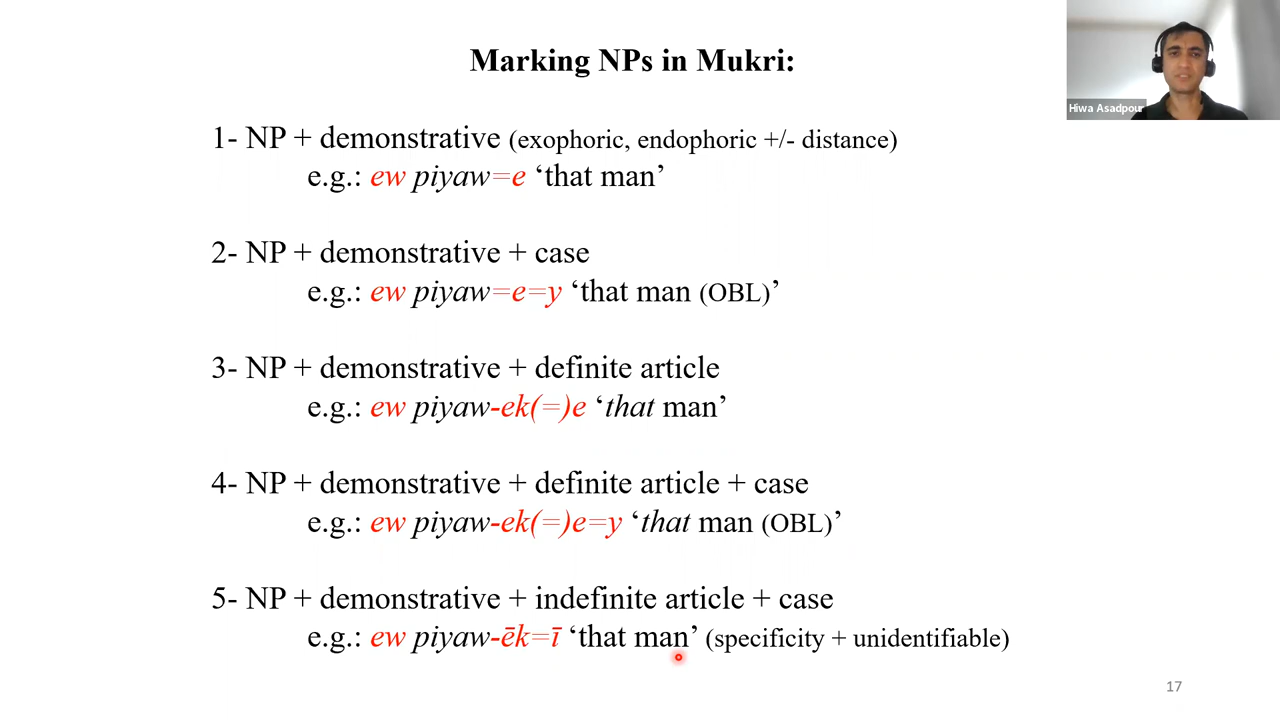 Marking NPs in Mukri:
Hiwa Asadpour
1- NP + demonstrative (exophoric, endophoric +/- distance)
e.g.: ew piyaw=e ‘that man’
2- NP + demonstrative + case
e.g.: ew piyaw=e=y ‘that man (OBL)’
3- NP + demonstrative + definite article
e.g.: ew piyaw-ek(=)e ‘that man’
4- NP + demonstrative + definite article + case
e.g.: ew piyaw-ek(=)e=y ‘that man (OBL)’
5- NP + demonstrative + indefinite article + case
e.g.: ew piyaw-ēk=ī ‘that man’ (specificity + unidentifiable)
17